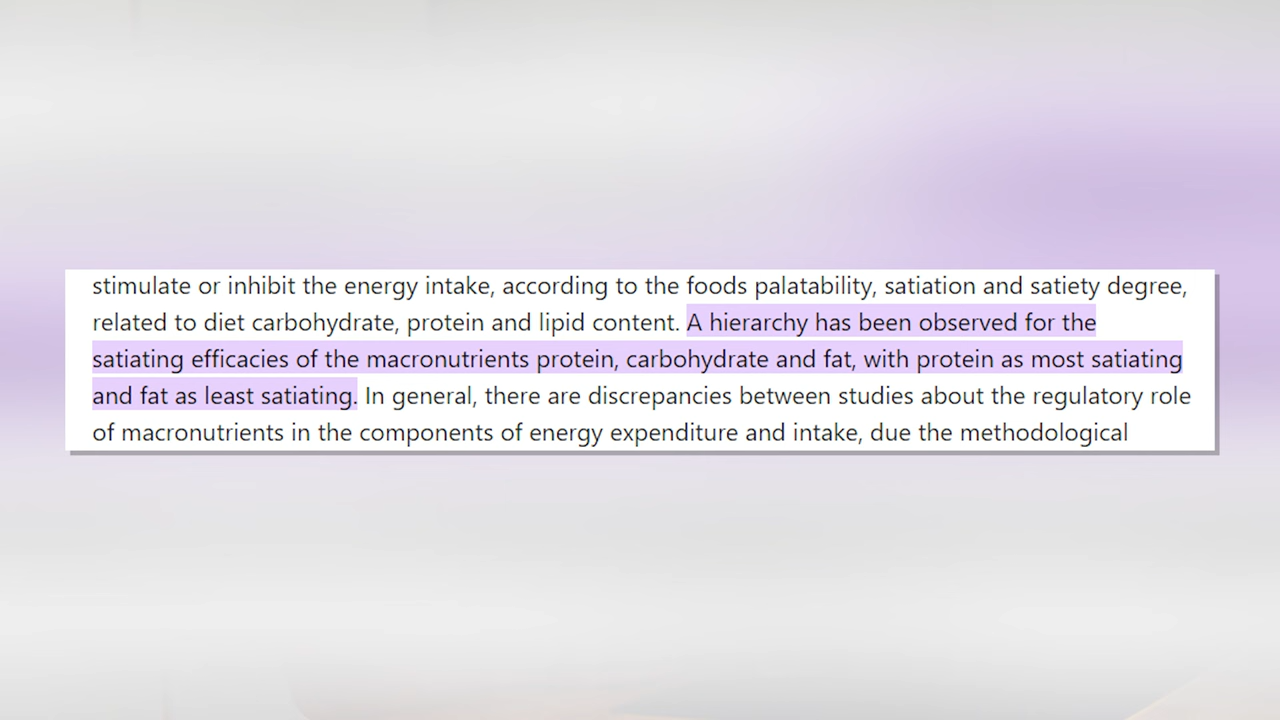 stimulate or inhibit the energy intake, according to the foods palatability, satiation and satiety degree,
related to diet carbohydrate, protein and lipid content. A hierarchy has been observed for the
satiating efficacies of the macronutrients protein, carbohydrate and fat, with protein as most satiating
and fat as least satiating. In general, there are discrepancies between studies about the regulatory role
of macronutrients in the components of energy expenditure and intake, due the methodological